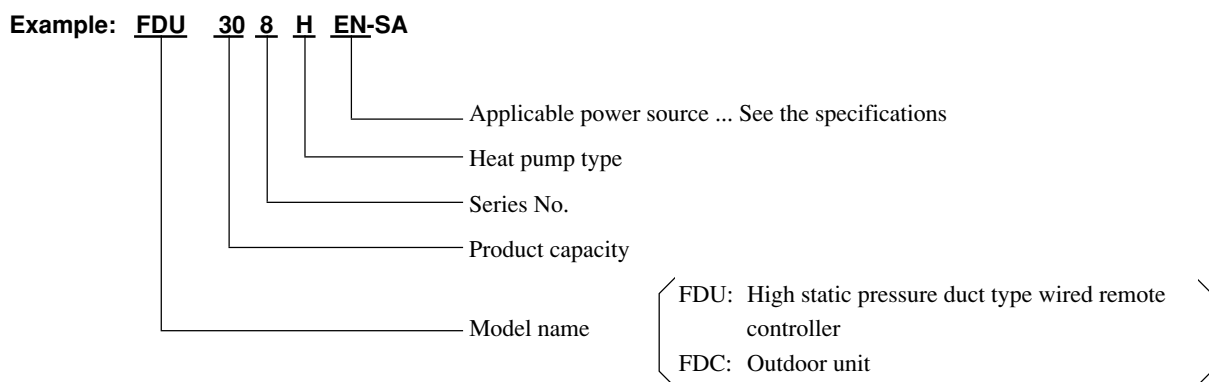 Example: FDU 30 8 H EN-SA
Applicable power source ... See the specifications
Heat pump type
Series No.
Product capacity
Model name
FDU: High static pressure duct type wired remote
controller
FDC: Outdoor unit